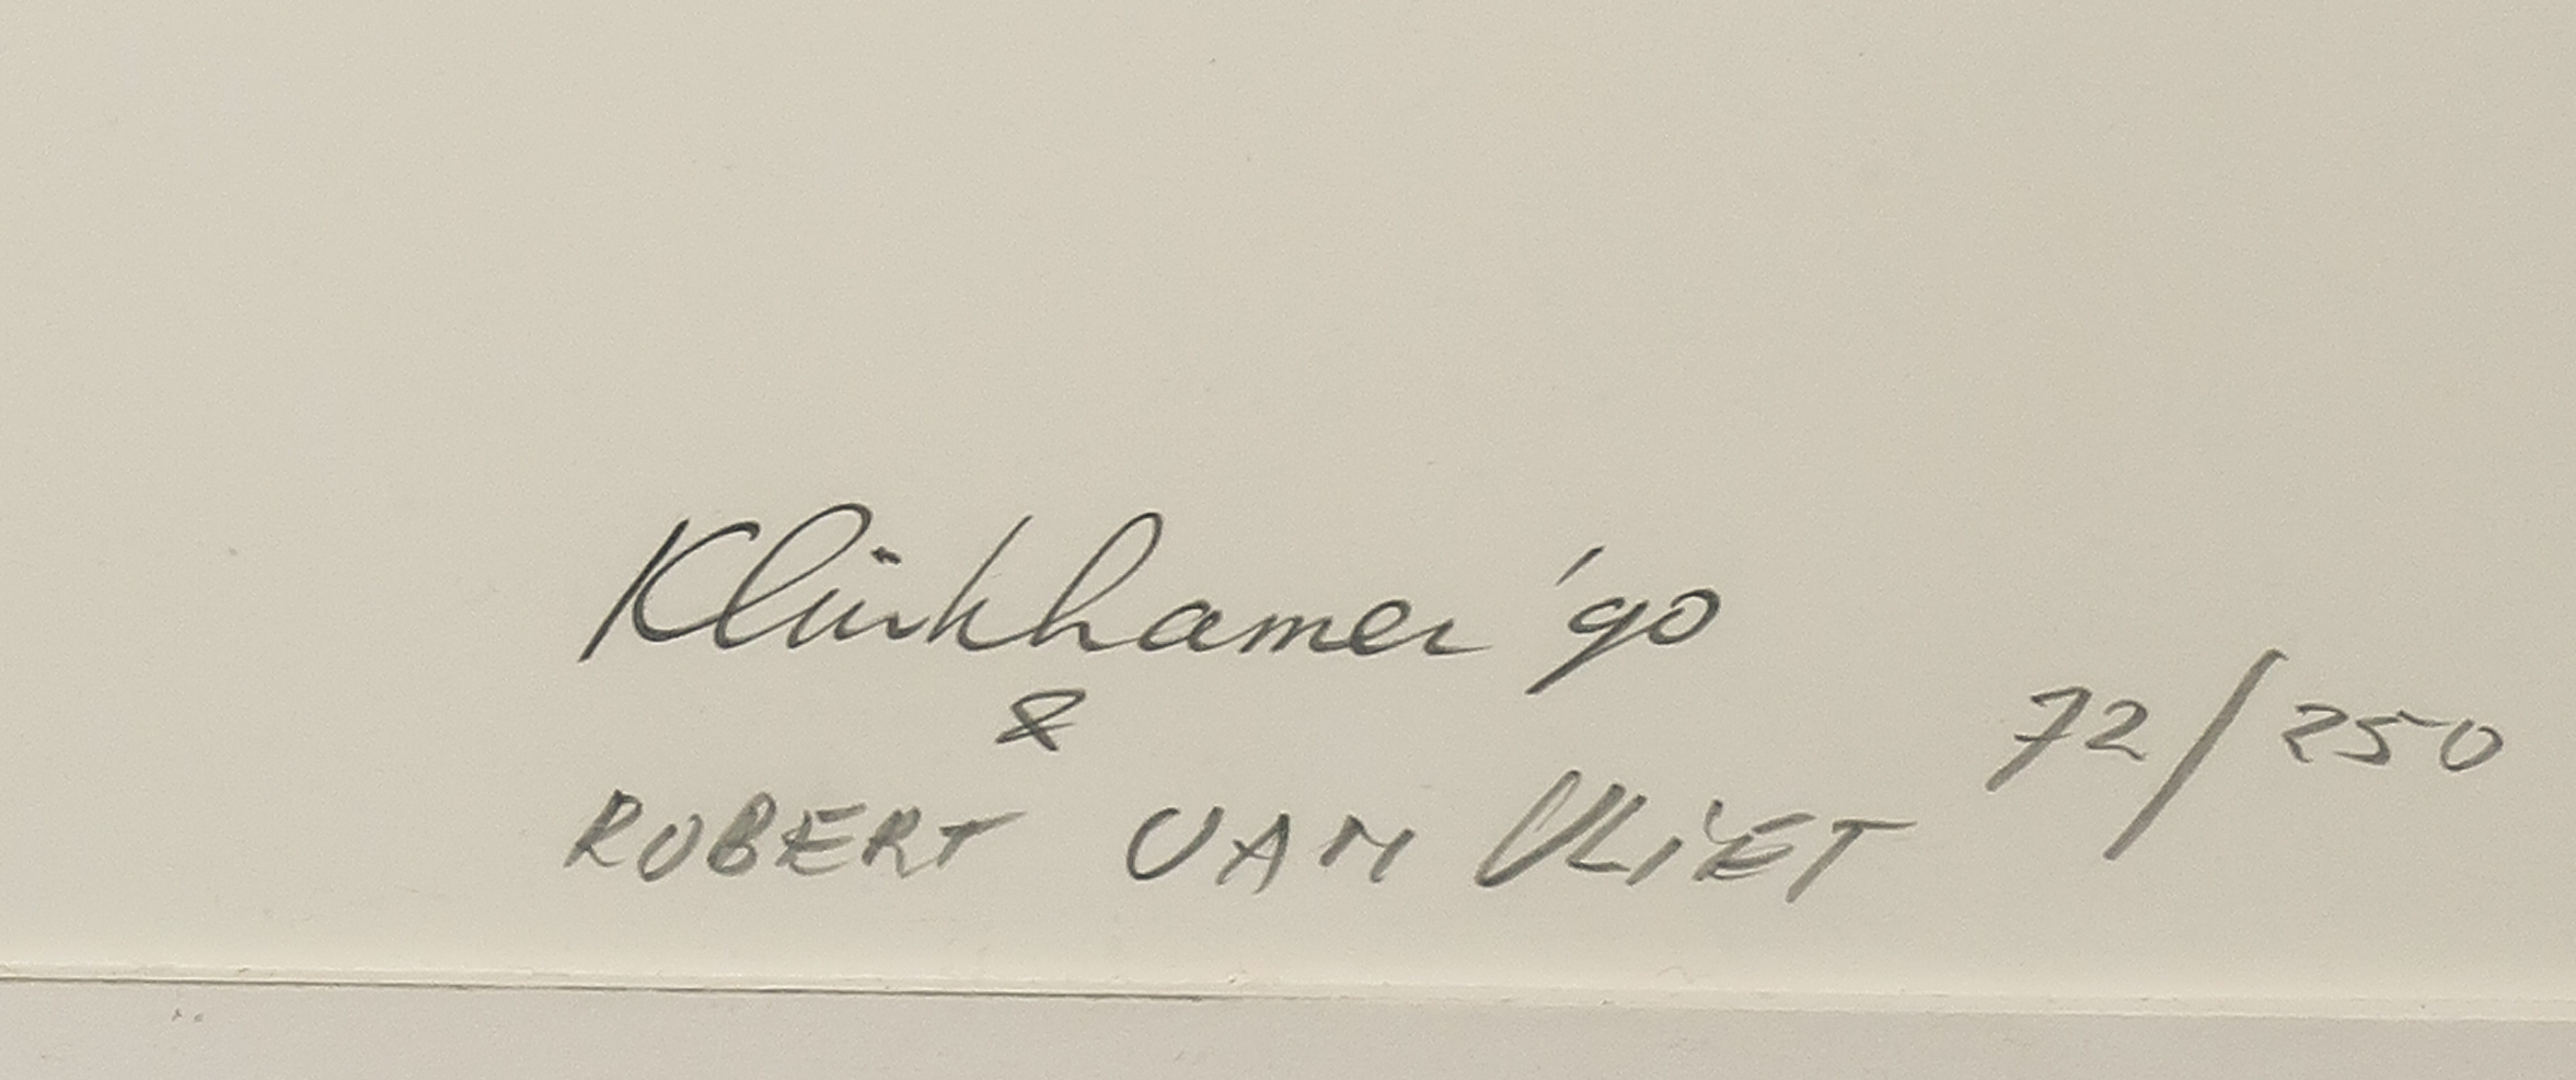 Klinkhamer '90
&
ROBERT VAN VLIET
72/250